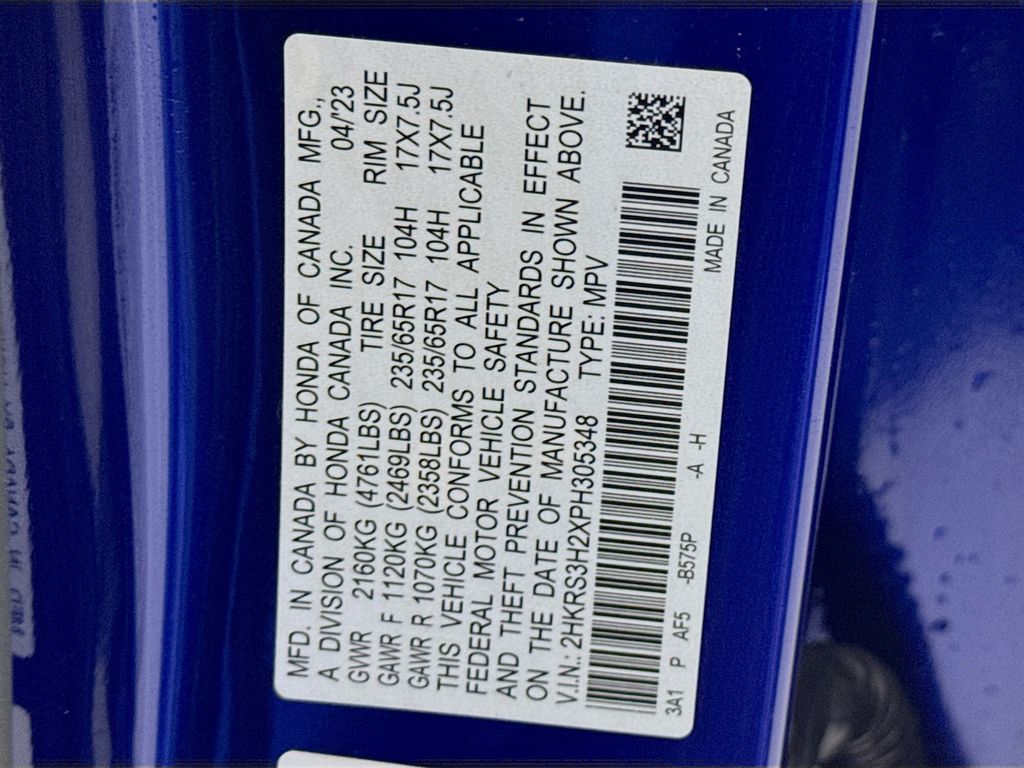 MFD. IN CANADA BY HONDA OF CANADA MFG.,
A DIVISION OF HONDA CANADA INC. 04/'23
GVWR 2160KG (4761LBS) TIRE SIZE RIM SIZE
GAWR F 1120KG (2469LBS) 235/65R17 104H 17X7.5J
GAWR R 1070KG (2358LBS) 235/65R17 104H 17X7.5J
THIS VEHICLE CONFORMS TO ALL APPLICABLE
FEDERAL MOTOR VEHICLE SAFETY
AND THEFT PREVENTION STANDARDS IN EFFECT
ON THE DATE OF MANUFACTURE SHOWN ABOVE.
V.I.N.: 2HKRS3H2XPH305348 TYPE: MPV
3A1 P AF5 -B575P -A -H MADE IN CANADA